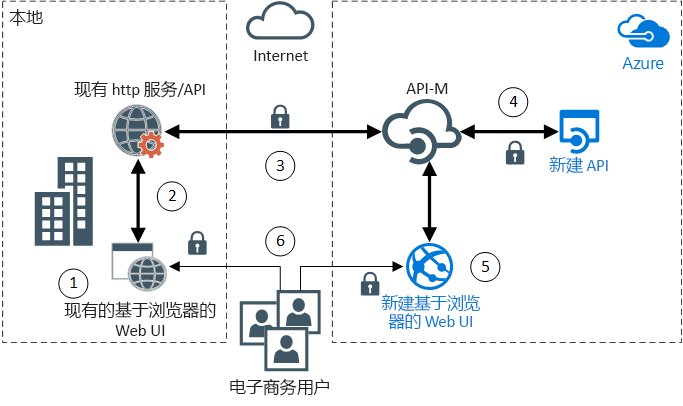 本地
Internet
Azure
现有 http 服务/API
API-M
4
新建 API
3
2
6
1
5
现有的基于浏览器的
Web UI
新建基于浏览
器的 Web UI
电子商务用户